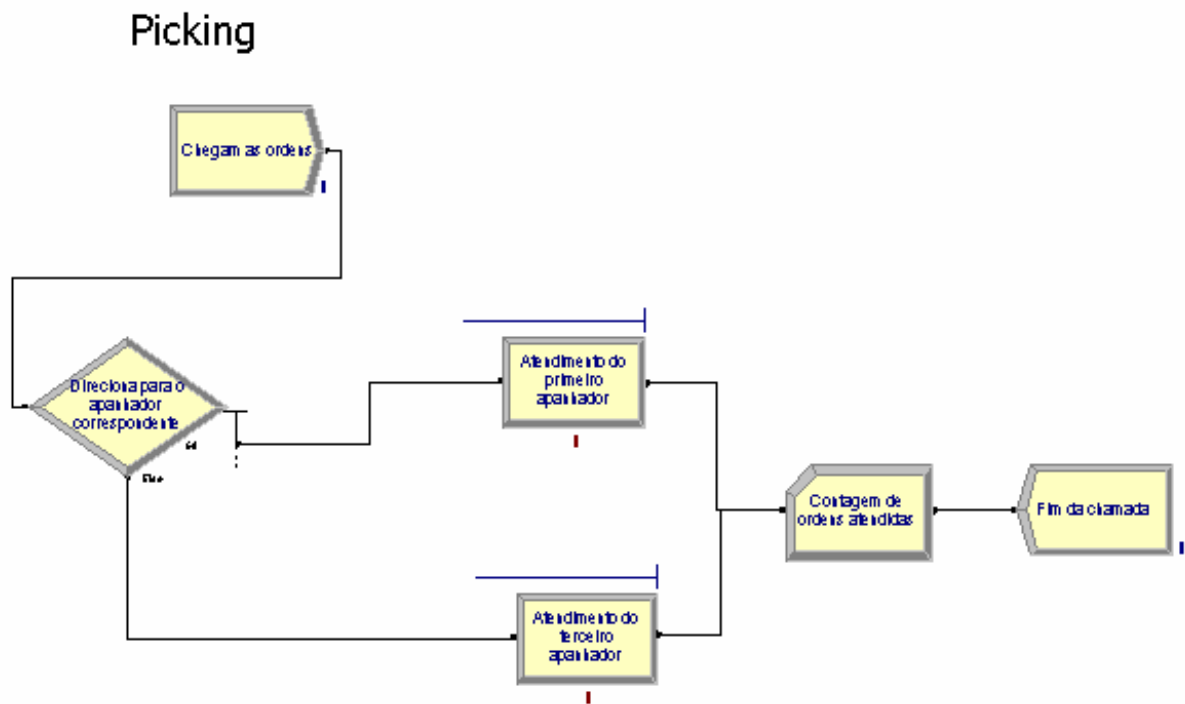 Picking
Chegam as ordens
Direciona para o
apanhador
correspondente
Else
Atendimento do
primeiro
apanhador
Atendimento do
terceiro
apanhador
Contagem de
ordens atendidas
Fim da chamada